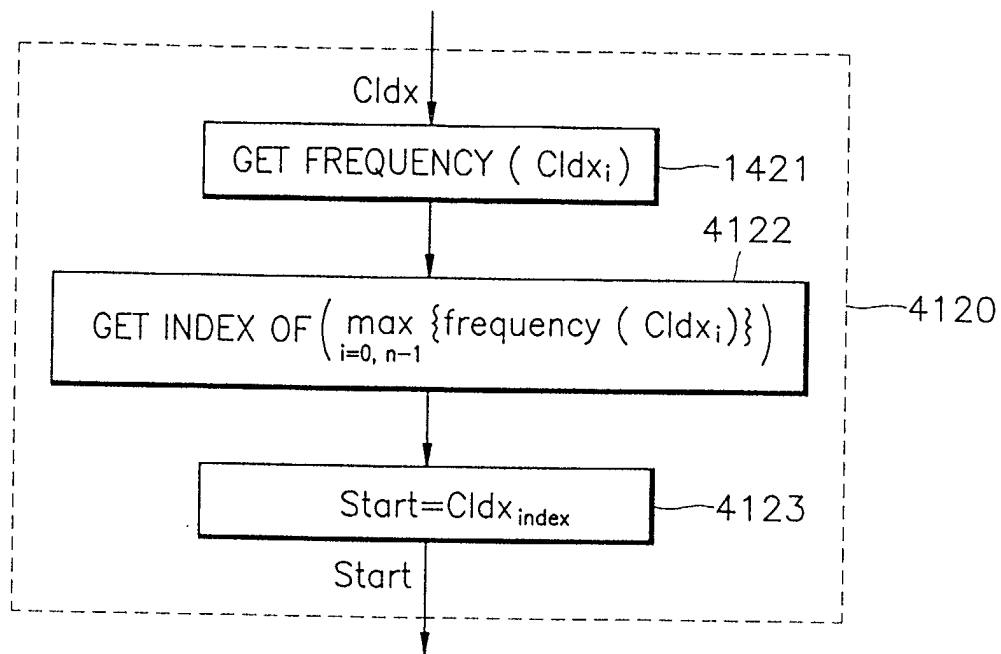 CIdx
GET FREQUENCY ( CIdxi)
1421
4122
GET INDEX OF( max {frequency ( CIdxi)})
i=0, n-1
4120
Start=CIdxindex
4123
Start